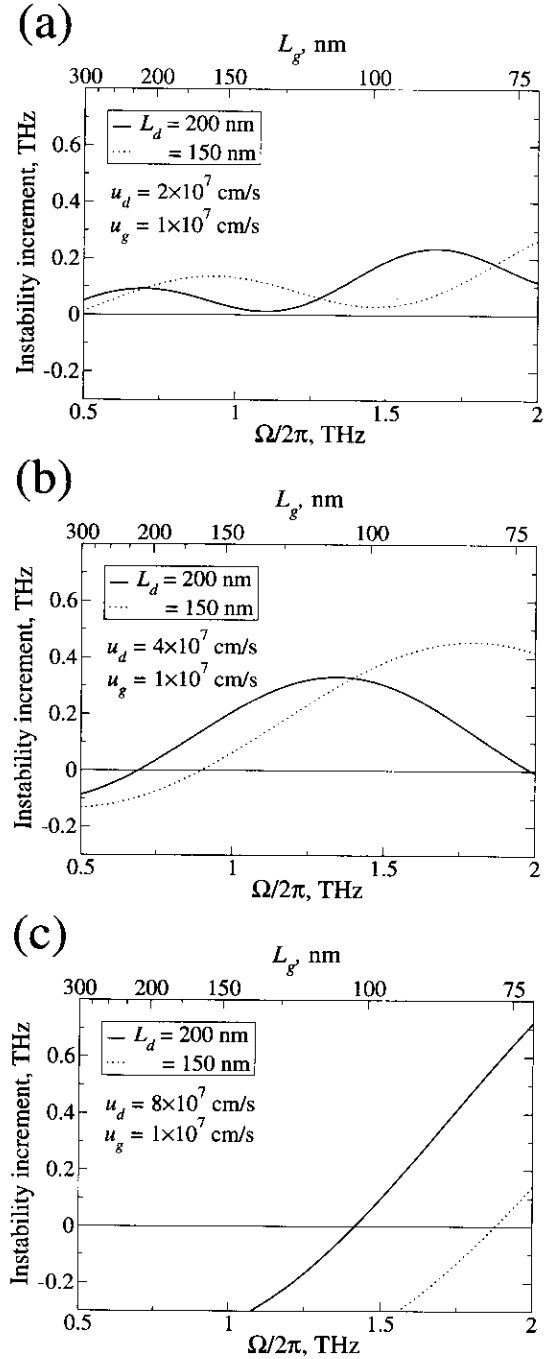 (a)
L_g, nm
300 200 150 100 75
Instability increment, THz
0.6
0.4
0.2
0
-0.2
L_d = 200 nm
= 150 nm
u_d = 2×10^7 cm/s
u_g = 1×10^7 cm/s
0.5 1 1.5 2
Ω/2π, THz
(b)
L_g, nm
300 200 150 100 75
Instability increment, THz
0.6
0.4
0.2
0
-0.2
L_d = 200 nm
= 150 nm
u_d = 4×10^7 cm/s
u_g = 1×10^7 cm/s
0.5 1 1.5 2
Ω/2π, THz
(c)
L_g, nm
300 200 150 100 75
Instability increment, THz
0.6
0.4
0.2
0
-0.2
L_d = 200 nm
= 150 nm
u_d = 8×10^7 cm/s
u_g = 1×10^7 cm/s
0.5 1 1.5 2
Ω/2π, THz